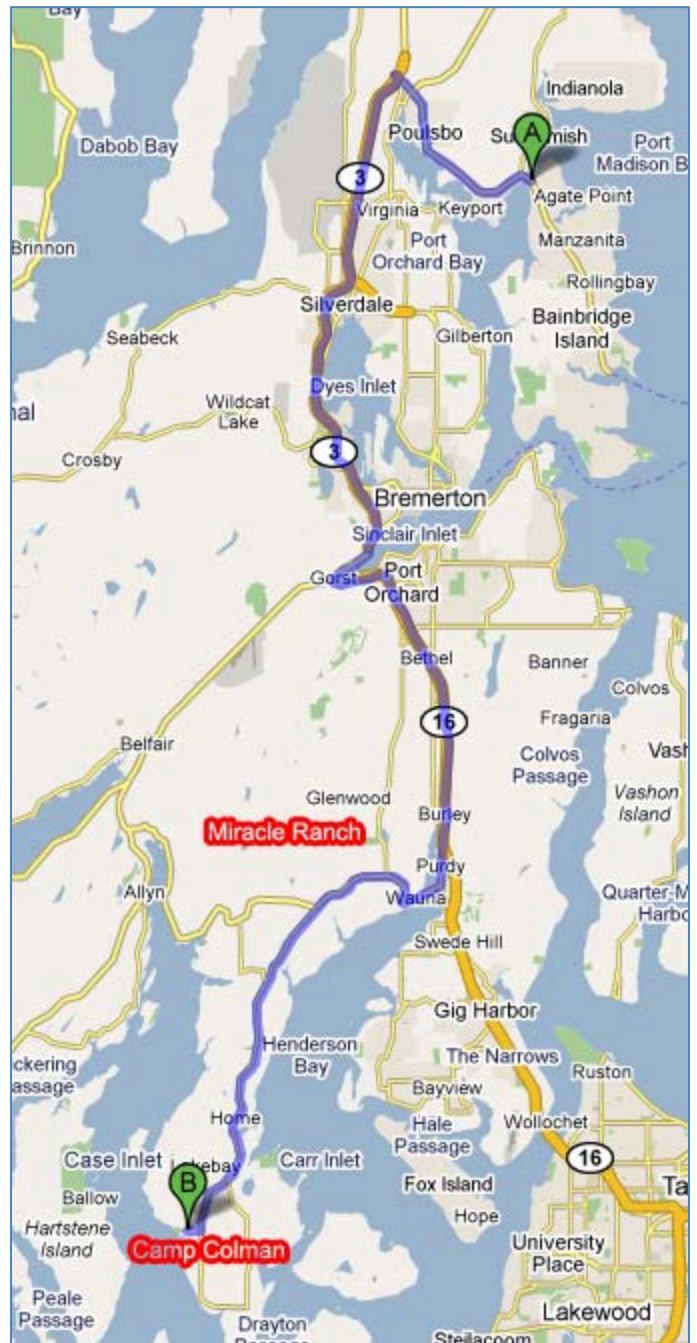 Bay
Indianola
Poulsbo
A
Dabob Bay
Port
Madison B
3
Agate Point
Virginia
Keyport
Brinnon
Port
Orchard Bay
Manzanita
Rollingbay
Silverdale
Bainbridge
Island
Seabeck
Gilberton
Dyes Inlet
Wildcat
Lake
nal
3
Crosby
Bremerton
Sinclair Inlet
Gorst
Port
Orchard
Bethel
Banner
Colvos
16
Fragaria
Belfair
Colvos
Passage
Vash
Vashon
Island
Glenwood
Burley
Miracle Ranch
Purdy
Allyn
Wauna
Quarter-M
Harbo
Swede Hill
Gig Harbor
Henderson
Bay
The Narrows
ckering
assage
Ruston
Bayview
Home
Hale
Passage
Wollochet
Case Inlet
Carr Inlet
16
B
Ballow
Fox Island
Ta
Hartstene
Island
Hope
Camp Colman
University
Place
Peale
Passage
Lakewood
Drayton